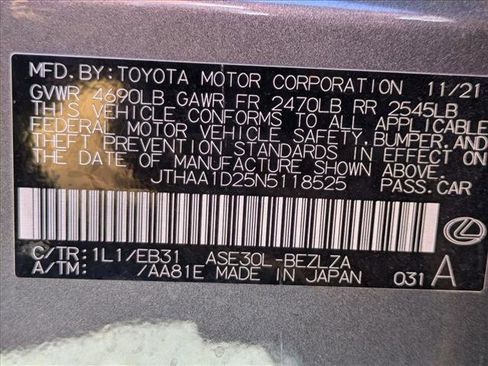 MFD.BY:TOYOTA MOTOR CORPORATION 11/21
GVWR 4690LB GAWR FR 2470LB RR 2545LB
THIS VEHICLE CONFORMS TO ALL APPLICABLE
FEDERAL MOTOR VEHICLE SAFETY,BUMPER,AND
THEFT PREVENTION STANDARDS IN EFFECT ON
THE DATE OF MANUFACTURE SHOWN ABOVE.
JTHAA1D25N5118525 PASS.CAR
C/TR:1L1/EB31 ASE30L-BEZLZA
A/TM: /AA81E MADE IN JAPAN 031 A